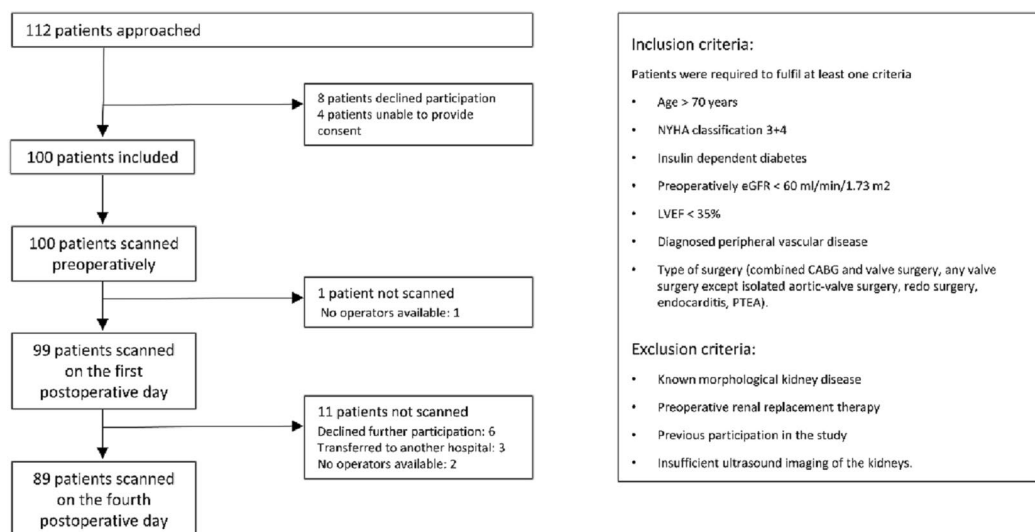 112 patients approached
8 patients declined participation
4 patients unable to provide
consent
100 patients included
100 patients scanned
preoperatively
1 patient not scanned
No operators available: 1
99 patients scanned
on the first
postoperative day
11 patients not scanned
Declined further participation: 6
Transferred to another hospital: 3
No operators available: 2
89 patients scanned
on the fourth
postoperative day
Inclusion criteria:
Patients were required to fulfil at least one criteria
• Age > 70 years
• NYHA classification 3+4
• Insulin dependent diabetes
• Preoperatively eGFR < 60 ml/min/1.73 m2
• LVEF < 35%
• Diagnosed peripheral vascular disease
• Type of surgery (combined CABG and valve surgery, any valve
surgery except isolated aortic-valve surgery, redo surgery,
endocarditis, PTEA).
Exclusion criteria:
• Known morphological kidney disease
• Preoperative renal replacement therapy
• Previous participation in the study
• Insufficient ultrasound imaging of the kidneys.